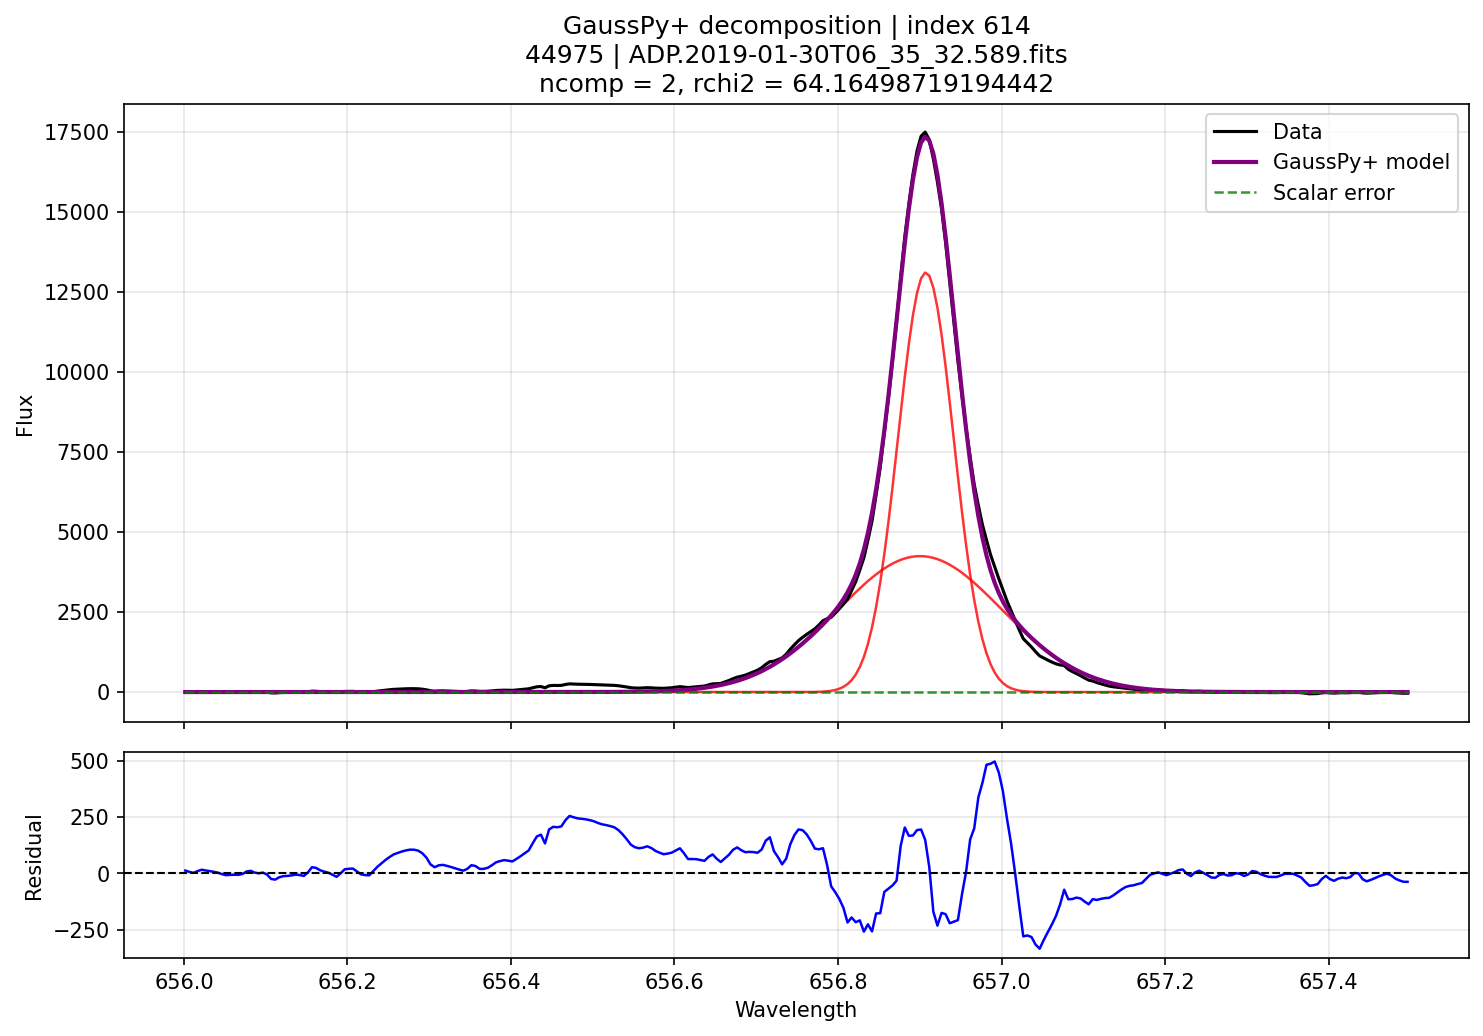 GaussPy+ decomposition | index 614
44975 | ADP.2019-01-30T06_35_32.589.fits
ncomp = 2, rchi2 = 64.16498719194442
Data
GaussPy+ model
Scalar error
17500
15000
12500
10000
7500
5000
2500
0
Flux
500
250
0
−250
Residual
656.0 656.2 656.4 656.6 656.8 657.0 657.2 657.4
Wavelength